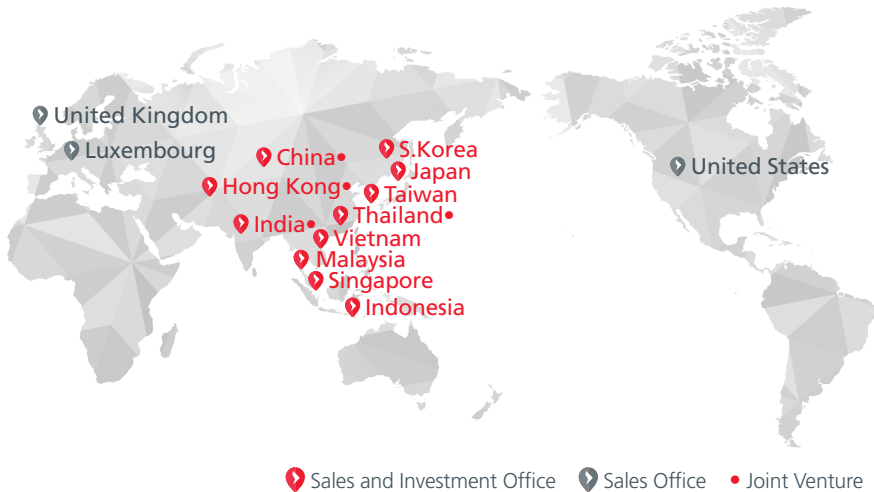 United Kingdom
Luxembourg
China•
S.Korea
Japan
United States
Hong Kong•
Taiwan
India•
Thailand•
Vietnam
Malaysia
Singapore
Indonesia
Sales and Investment Office
Sales Office
• Joint Venture